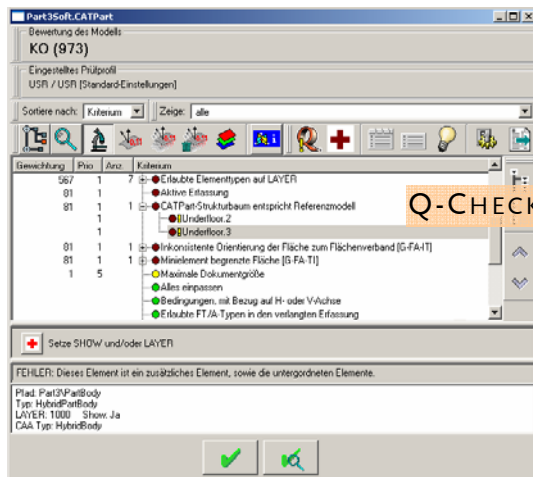 Part3Soft.CATPart
Bewertung des Modells
KO (973)
Eingestelltes Prüfprofil
USR / USR [Standard-Einstellungen]
Sortiere nach: Kriterium Zeige: alle
Gewichtung Prio Anz. Kriterium
567 1 7 Erlaubte Elementtypen auf LAYER
81 1 Aktive Erfassung
81 1 1 CATPart-Strukturbaum entspricht Referenzmodell
1 Underfloor.2
1 Underfloor.3
81 1 1 Inkonsistente Orientierung der Fläche zum Flächenverband [G-FA-IT]
81 1 1 Minielement begrenzte Fläche [G-FA-TI]
1 5 Maximale Dokumentgröße
Alles einpassen
Bedingungen, mit Bezug auf H- oder V-Achse
Erlaubte FT/A-Typen in den verlangten Erfassung
Q-CHECK
Setze SHOW und/oder LAYER
FEHLER: Dieses Element ist ein zusätzliches Element, sowie die untergordneten Elemente.
Pfad: Part3\PartBody
Typ: HybridPartBody
LAYER: 1000 Show: Ja
CAA Typ: HybridBody